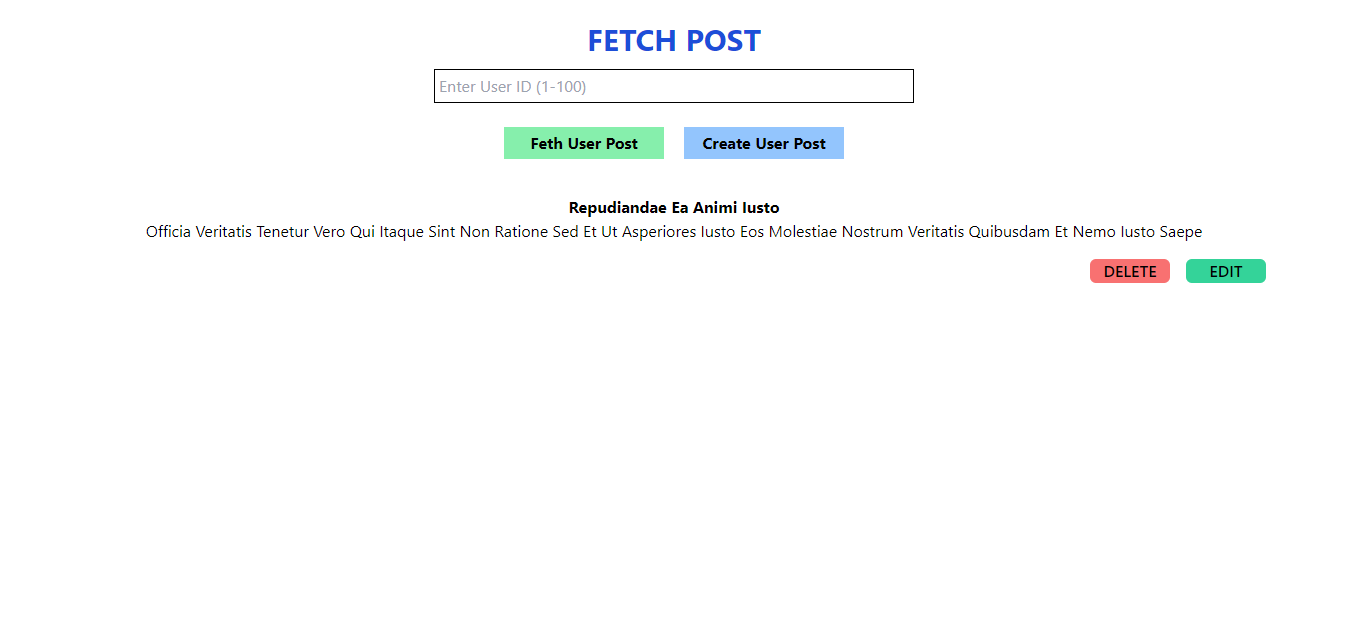 FETCH POST
Enter User ID (1-100)
Feth User Post
Create User Post
Repudiandae Ea Animi Iusto
Officia Veritatis Tenetur Vero Qui Itaque Sint Non Ratione Sed Et Ut Asperiores Iusto Eos Molestiae Nostrum Veritatis Quibusdam Et Nemo Iusto Saepe
DELETE
EDIT